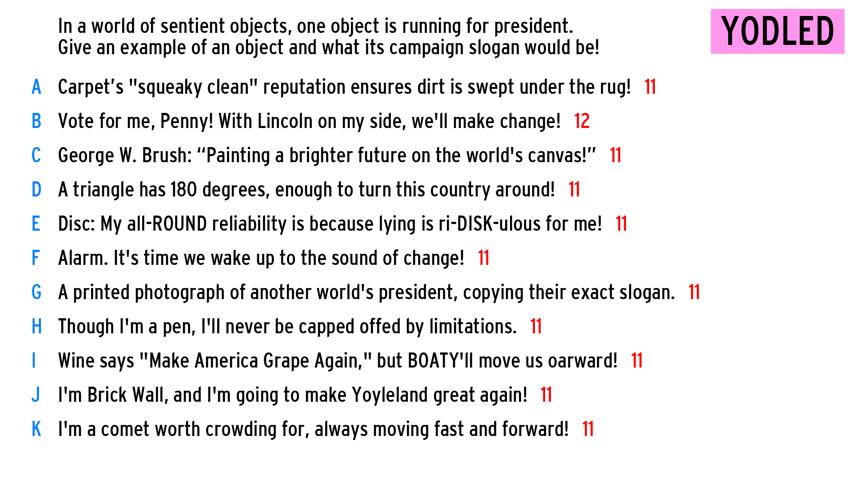 In a world of sentient objects, one object is running for president.
Give an example of an object and what its campaign slogan would be!
YODLED
A Carpet's "squeaky clean" reputation ensures dirt is swept under the rug! 11
B Vote for me, Penny! With Lincoln on my side, we'll make change! 12
C George W. Brush: “Painting a brighter future on the world's canvas!” 11
D A triangle has 180 degrees, enough to turn this country around! 11
E Disc: My all-ROUND reliability is because lying is ri-DISK-ulous for me! 11
F Alarm. It's time we wake up to the sound of change! 11
G A printed photograph of another world's president, copying their exact slogan. 11
H Though I'm a pen, I'll never be capped offed by limitations. 11
I Wine says "Make America Grape Again," but BOATY'll move us oarward! 11
J I'm Brick Wall, and I'm going to make Yoyleland great again! 11
K I'm a comet worth crowding for, always moving fast and forward! 11